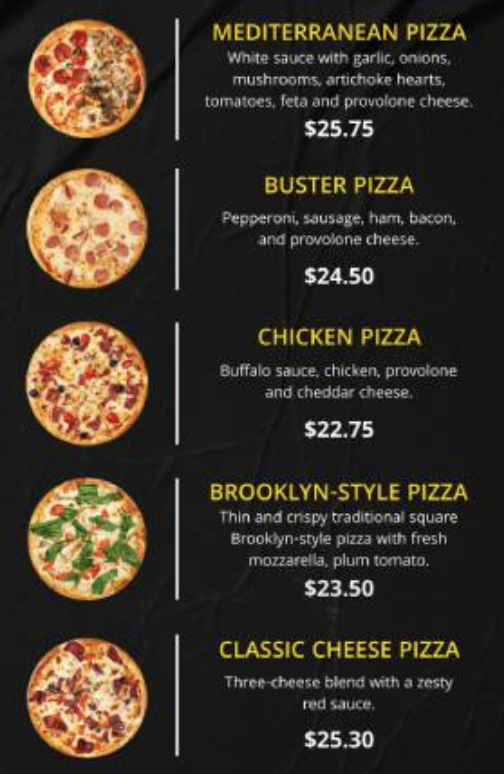 MEDITERRANEAN PIZZA
White sauce with garlic, onions,
mushrooms, artichoke hearts,
tomatoes, feta and provolone cheese.
$25.75
BUSTER PIZZA
Pepperoni, sausage, ham, bacon,
and provolone cheese.
$24.50
CHICKEN PIZZA
Buffalo sauce, chicken, provolone
and cheddar cheese.
$22.75
BROOKLYN-STYLE PIZZA
Thin and crispy traditional square
Brooklyn-style pizza with fresh
mozzarella, plum tomato.
$23.50
CLASSIC CHEESE PIZZA
Three-cheese blend with a zesty
red sauce.
$25.30